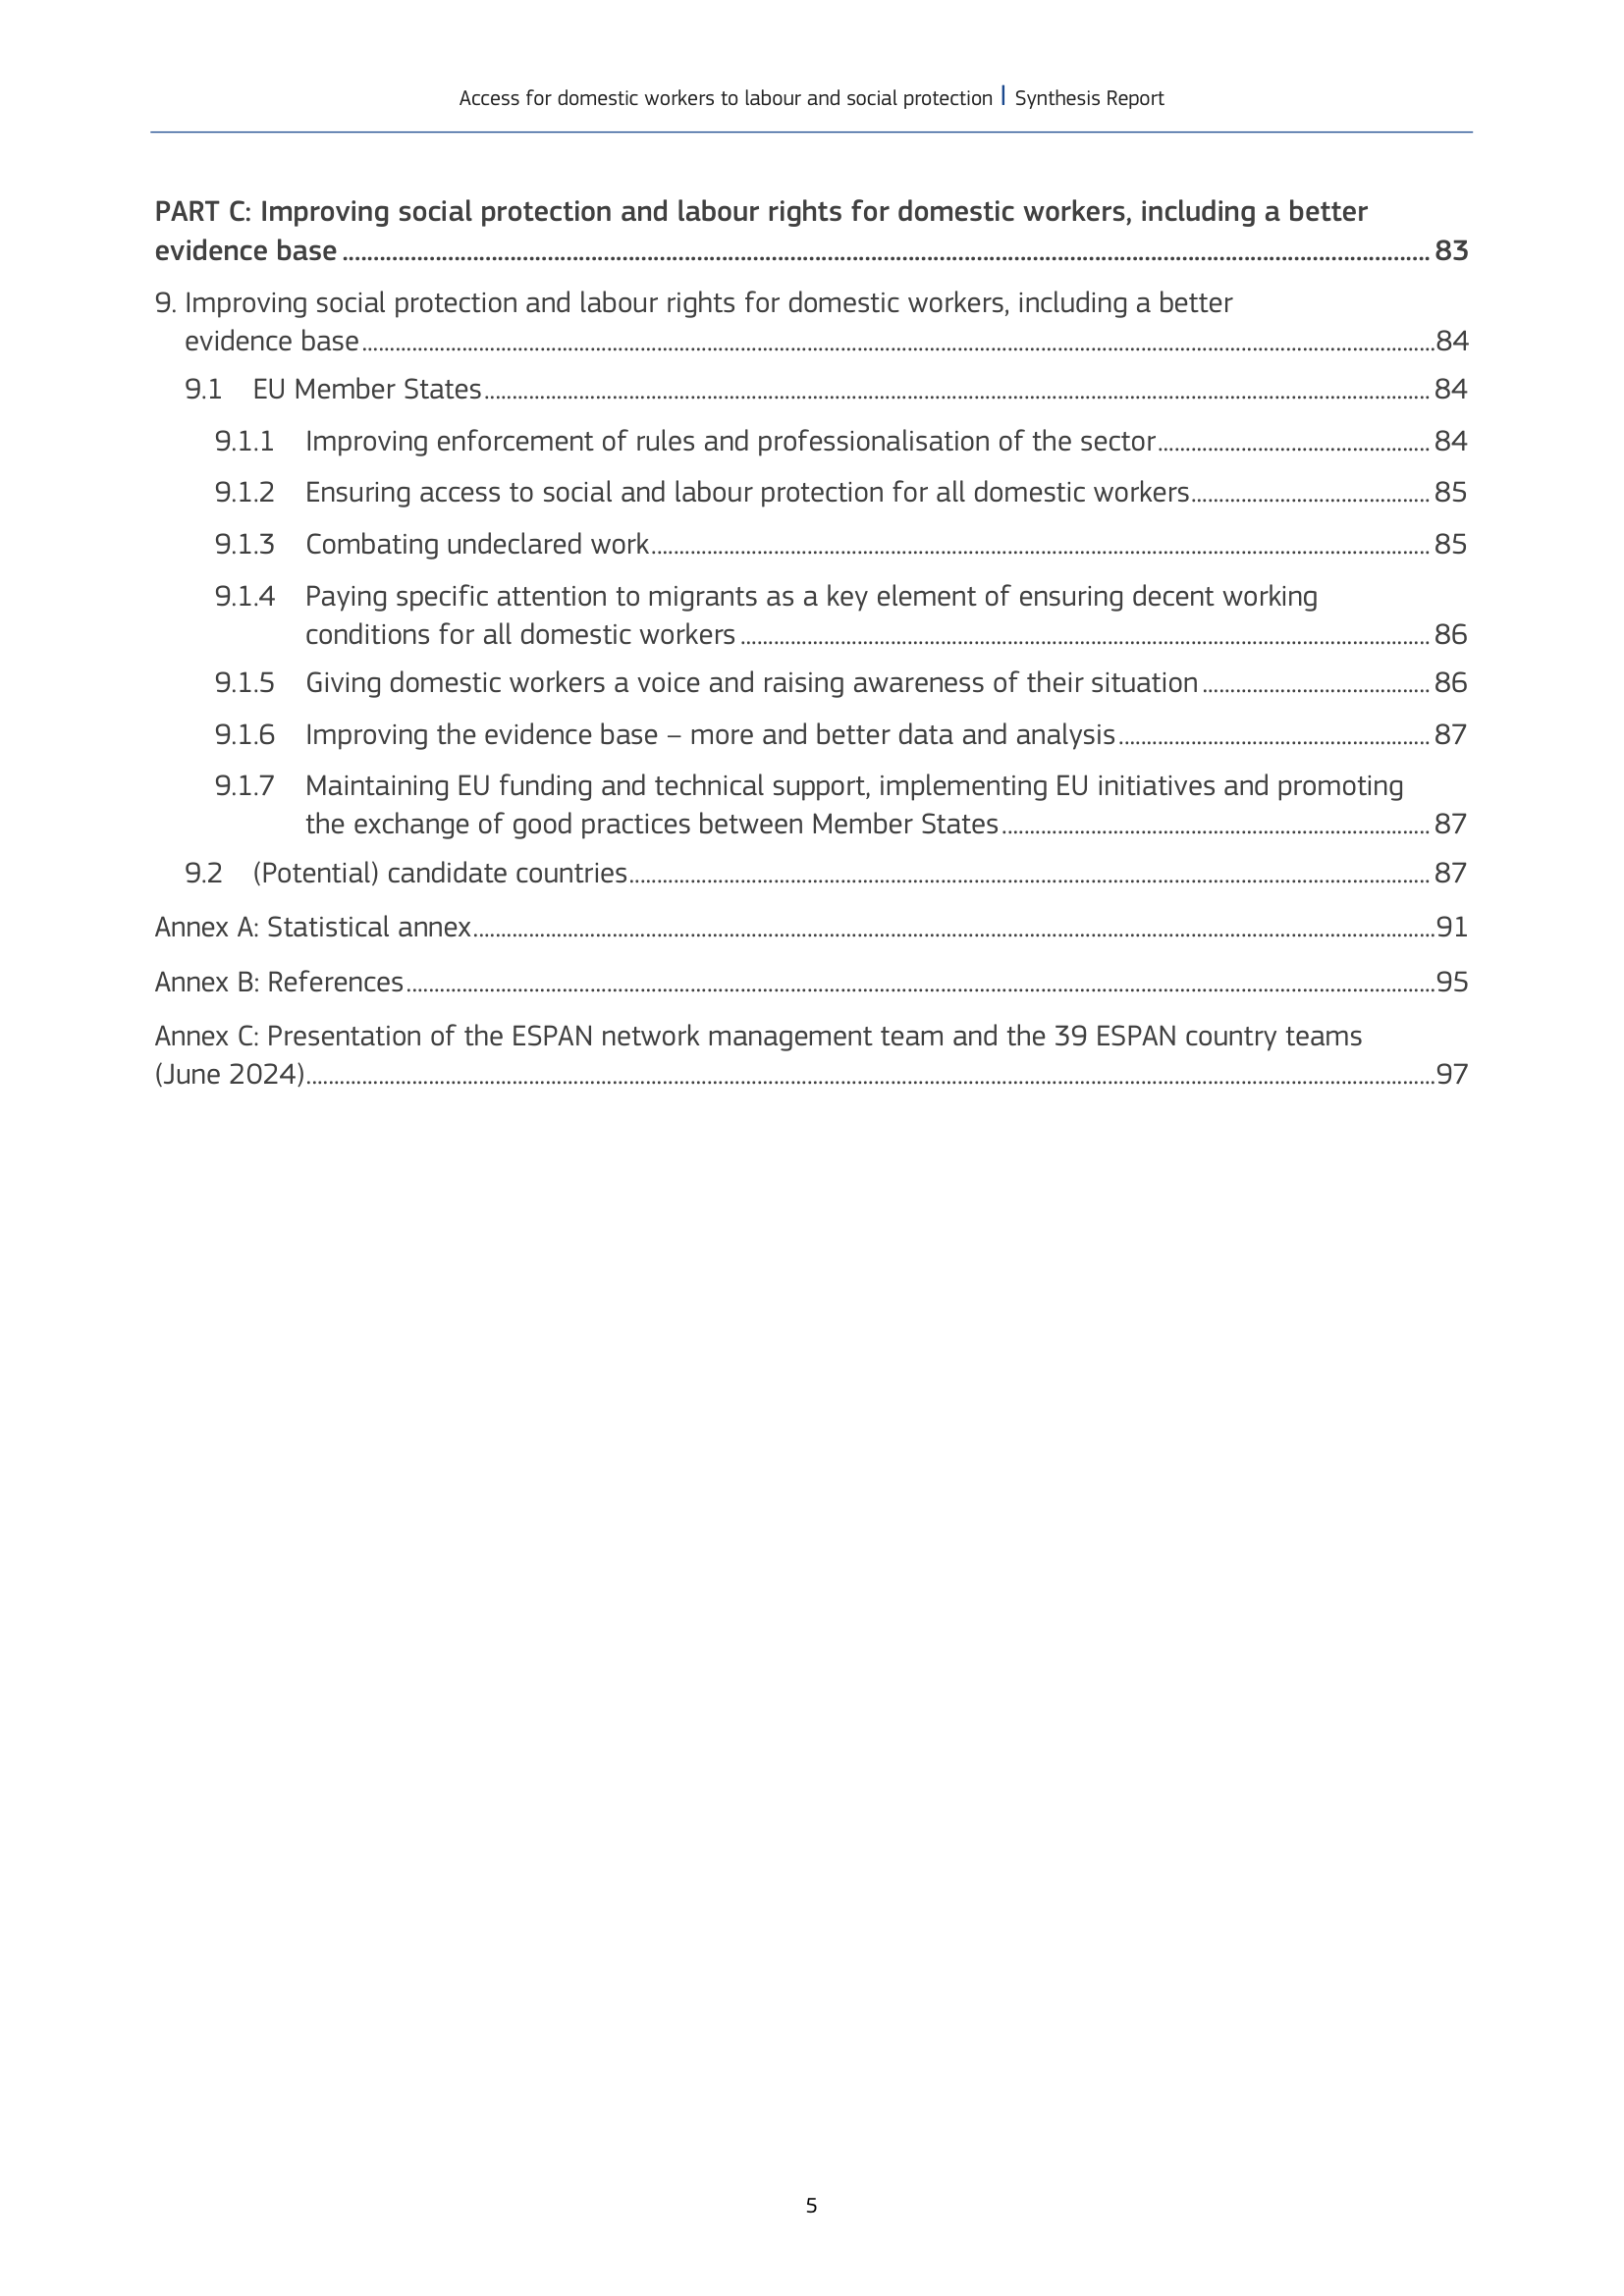 Access for domestic workers to labour and social protection | Synthesis Report
PART C: Improving social protection and labour rights for domestic workers, including a better
evidence base ........ 83
9. Improving social protection and labour rights for domestic workers, including a better
evidence base ........ 84
9.1 EU Member States ........ 84
9.1.1 Improving enforcement of rules and professionalisation of the sector ........ 84
9.1.2 Ensuring access to social and labour protection for all domestic workers ........ 85
9.1.3 Combating undeclared work ........ 85
9.1.4 Paying specific attention to migrants as a key element of ensuring decent working
conditions for all domestic workers ........ 86
9.1.5 Giving domestic workers a voice and raising awareness of their situation ........ 86
9.1.6 Improving the evidence base – more and better data and analysis ........ 87
9.1.7 Maintaining EU funding and technical support, implementing EU initiatives and promoting
the exchange of good practices between Member States ........ 87
9.2 (Potential) candidate countries ........ 87
Annex A: Statistical annex ........ 91
Annex B: References ........ 95
Annex C: Presentation of the ESPAN network management team and the 39 ESPAN country teams
(June 2024) ........ 97
5